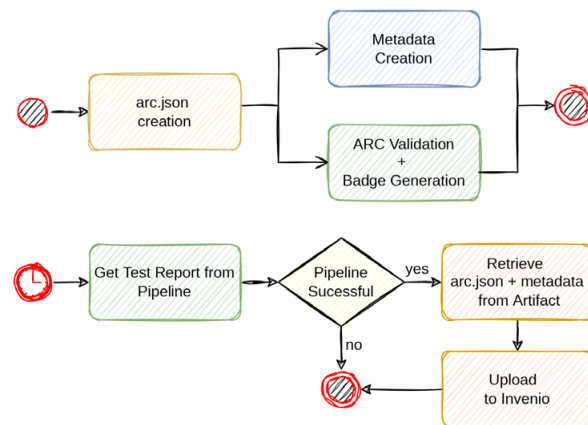 Metadata
Creation
arc.json
creation
ARC Validation
+
Badge Generation
Get Test Report from
Pipeline
Pipeline
Sucessful
yes
no
Retrieve
arc.json + metadata
from Artifact
Upload
to Invenio